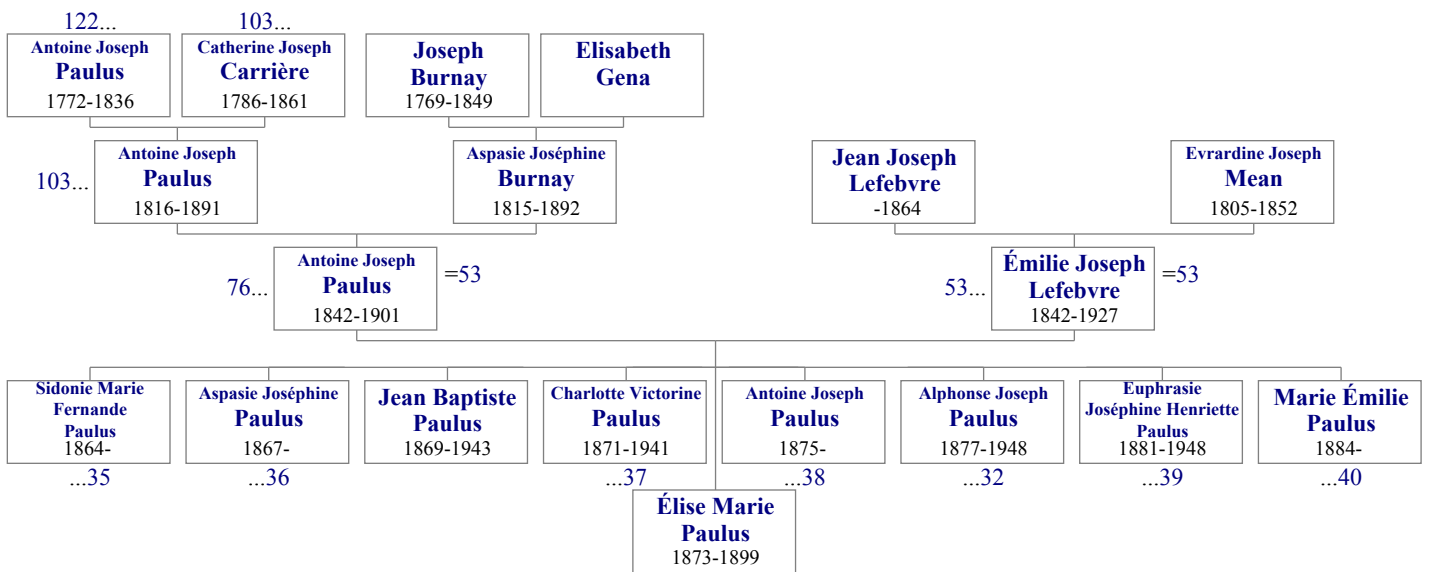 122...
103...
Antoine Joseph
Paulus
1772-1836
Catherine Joseph
Carrière
1786-1861
Joseph
Burnay
1769-1849
Elisabeth
Gena
103...
Antoine Joseph
Paulus
1816-1891
Aspasie Joséphine
Burnay
1815-1892
Jean Joseph
Lefebvre
-1864
Evrardine Joseph
Mean
1805-1852
76...
Antoine Joseph
Paulus
1842-1901
=53
53...
Émilie Joseph
Lefebvre
1842-1927
=53
Sidonie Marie
Fernande
Paulus
1864-
...35
Aspasie Joséphine
Paulus
1867-
...36
Jean Baptiste
Paulus
1869-1943
Charlotte Victorine
Paulus
1871-1941
...37
Antoine Joseph
Paulus
1875-
...38
Alphonse Joseph
Paulus
1877-1948
...32
Euphrasie
Joséphine Henriette
Paulus
1881-1948
...39
Marie Émilie
Paulus
1884-
...40
Élise Marie
Paulus
1873-1899